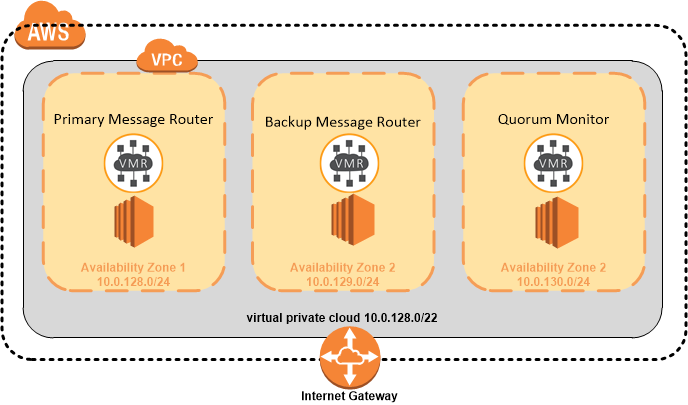 AWS
VPC
Primary Message Router
Backup Message Router
Quorum Monitor
VMR
VMR
VMR
Availability Zone 1
10.0.128.0/24
Availability Zone 2
10.0.129.0/24
Availability Zone 2
10.0.130.0/24
virtual private cloud 10.0.128.0/22
Internet Gateway